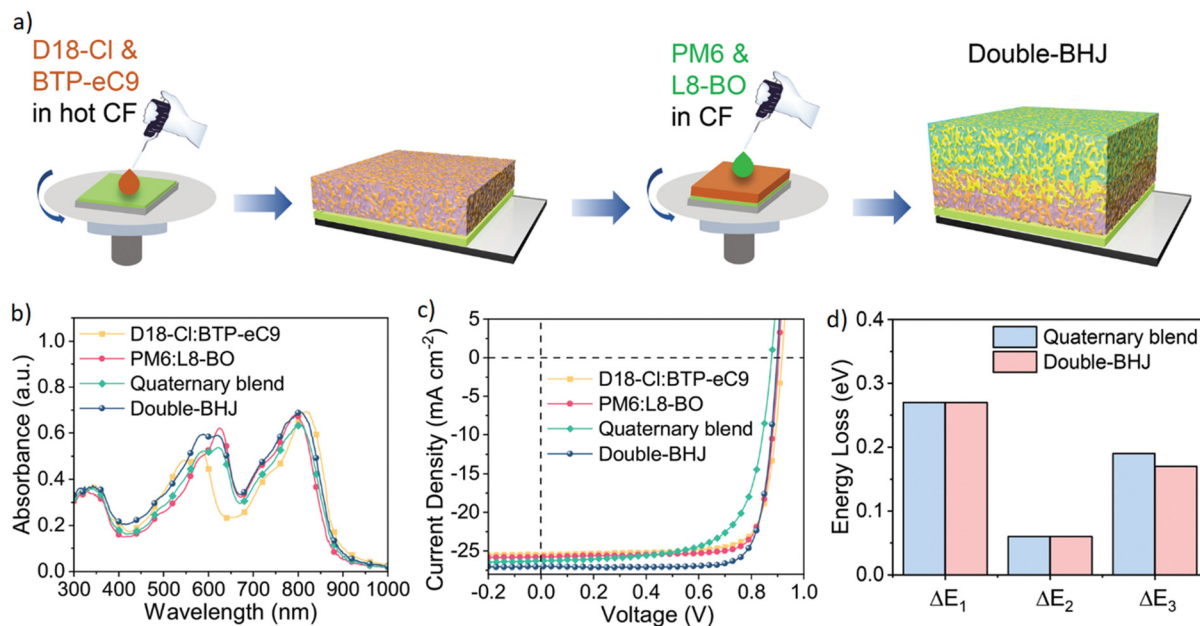 a)
D18-Cl &
BTP-eC9
in hot CF
PM6 &
L8-BO
in CF
Double-BHJ
b)
D18-Cl:BTP-eC9
PM6:L8-BO
Quaternary blend
Double-BHJ
Absorbance (a.u.)
1.0
0.8
0.6
0.4
0.2
0.0
300 400 500 600 700 800 900 1000
Wavelength (nm)
c)
D18-Cl:BTP-eC9
PM6:L8-BO
Quaternary blend
Double-BHJ
Current Density (mA cm⁻²)
5
0
-5
-10
-15
-20
-25
-0.2 0.0 0.2 0.4 0.6 0.8 1.0
Voltage (V)
d)
Quaternary blend
Double-BHJ
Energy Loss (eV)
0.4
0.3
0.2
0.1
0.0
ΔE₁ ΔE₂ ΔE₃